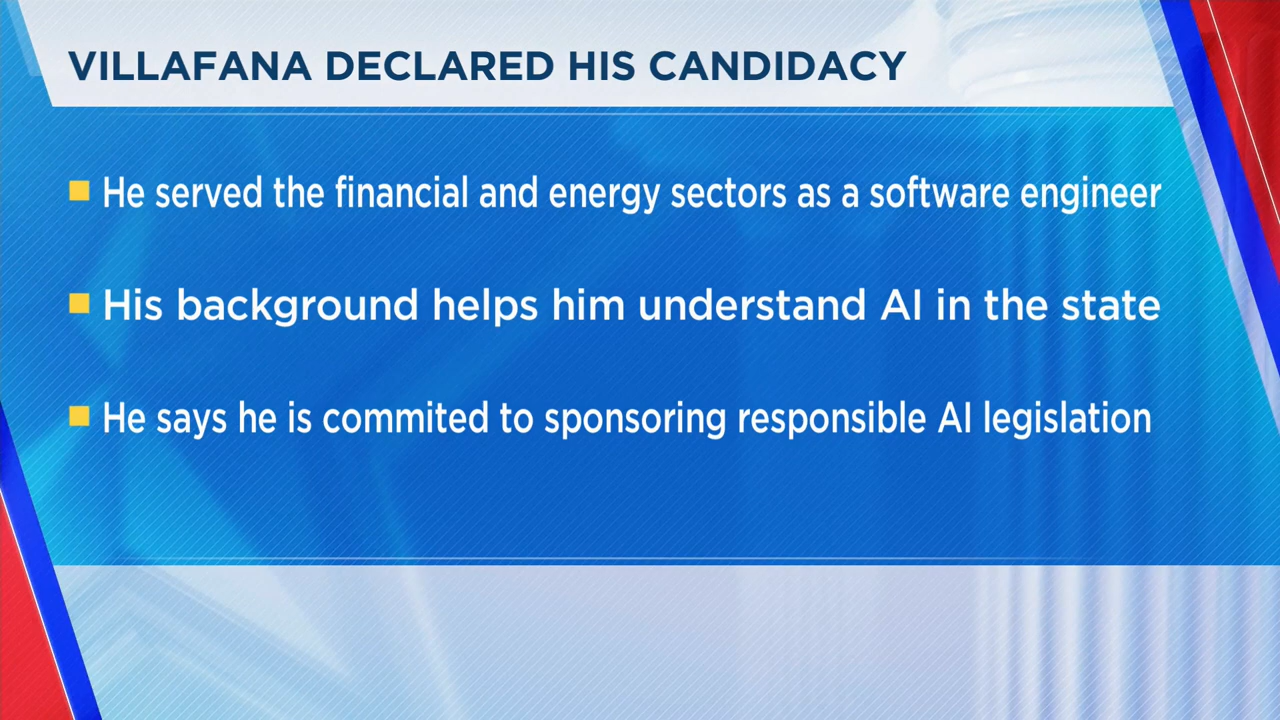 VILLAFANA DECLARED HIS CANDIDACY
He served the financial and energy sectors as a software engineer
His background helps him understand AI in the state
He says he is commited to sponsoring responsible AI legislation